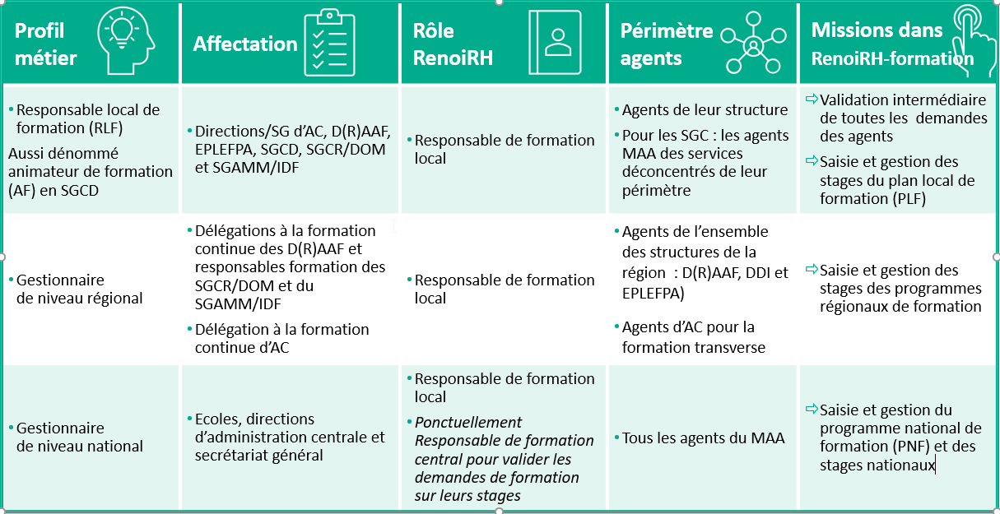 Profil
métier
Affectation
Rôle
RenoiRH
Périmètre
agents
Missions dans
RenoiRH-formation
• Responsable local de
formation (RLF)
Aussi dénommé
animateur de formation
(AF) en SGCD
• Directions/SG d’AC, D(R)AAF,
EPLEFPA, SGCD, SGCR/DOM
et SGAMM/IDF
• Responsable de formation
local
• Agents de leur structure
• Pour les SGC : les agents
MAA des services
déconcentrés de leur
périmètre
⇨ Validation intermédiaire
de toutes les demandes
des agents
⇨ Saisie et gestion des
stages du plan local de
formation (PLF)
• Gestionnaire
de niveau régional
• Délégations à la formation
continue des D(R)AAF et
responsables formation des
SGCR/DOM et du
SGAMM/IDF
• Délégation à la formation
continue d’AC
• Responsable de formation
local
• Agents de l’ensemble
des structures de la
région : D(R)AAF, DDI et
EPLEFPA)
• Agents d’AC pour la
formation transverse
⇨ Saisie et gestion des
stages des programmes
régionaux de formation
• Gestionnaire
de niveau national
• Ecoles, directions
d’administration centrale et
secrétariat général
• Responsable de formation
local
• Ponctuellement
Responsable de formation
central pour valider les
demandes de formation
sur leurs stages
• Tous les agents du MAA
⇨ Saisie et gestion du
programme national de
formation (PNF) et des
stages nationaux